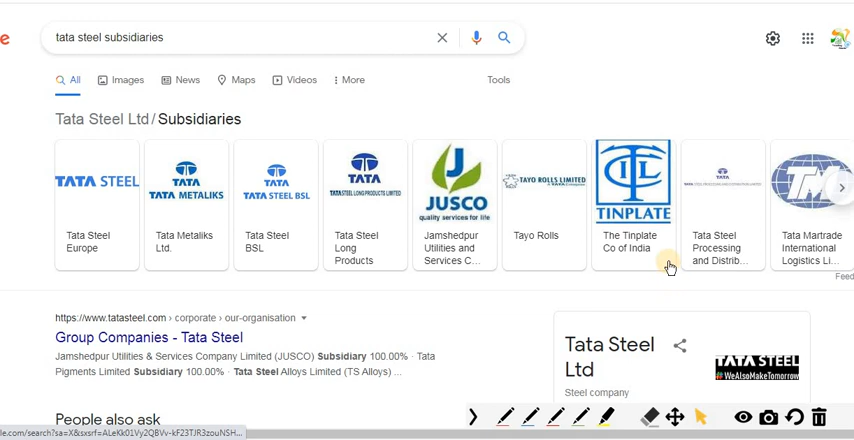 tata steel subsidiaries
All Images News Maps Videos More Tools
Tata Steel Ltd/Subsidiaries
TATA STEEL
TATA
TATA METALIKS
TATA
TATA STEEL BSL
TATA
TATA STEEL LONG PRODUCTS LIMITED
JUSCO
quality services for life
TAYO ROLLS LIMITED
TINPLATE
TATA
TM
Tata Steel
Europe
Tata Metaliks
Ltd.
Tata Steel
BSL
Tata Steel
Long
Products
Jamshedpur
Utilities and
Services C...
Tayo Rolls
The Tinplate
Co of India
Tata Steel
Processing
and Distrib...
Tata Martrade
International
Logistics Li...
Feed
https://www.tatasteel.com › corporate › our-organisation
Group Companies - Tata Steel
Jamshedpur Utilities & Services Company Limited (JUSCO) Subsidiary 100.00% · Tata
Pigments Limited Subsidiary 100.00% · Tata Steel Alloys Limited (TS Alloys) ...
People also ask
Tata Steel
Ltd
Steel company
TATA STEEL
#WeAlsoMakeTomorrow